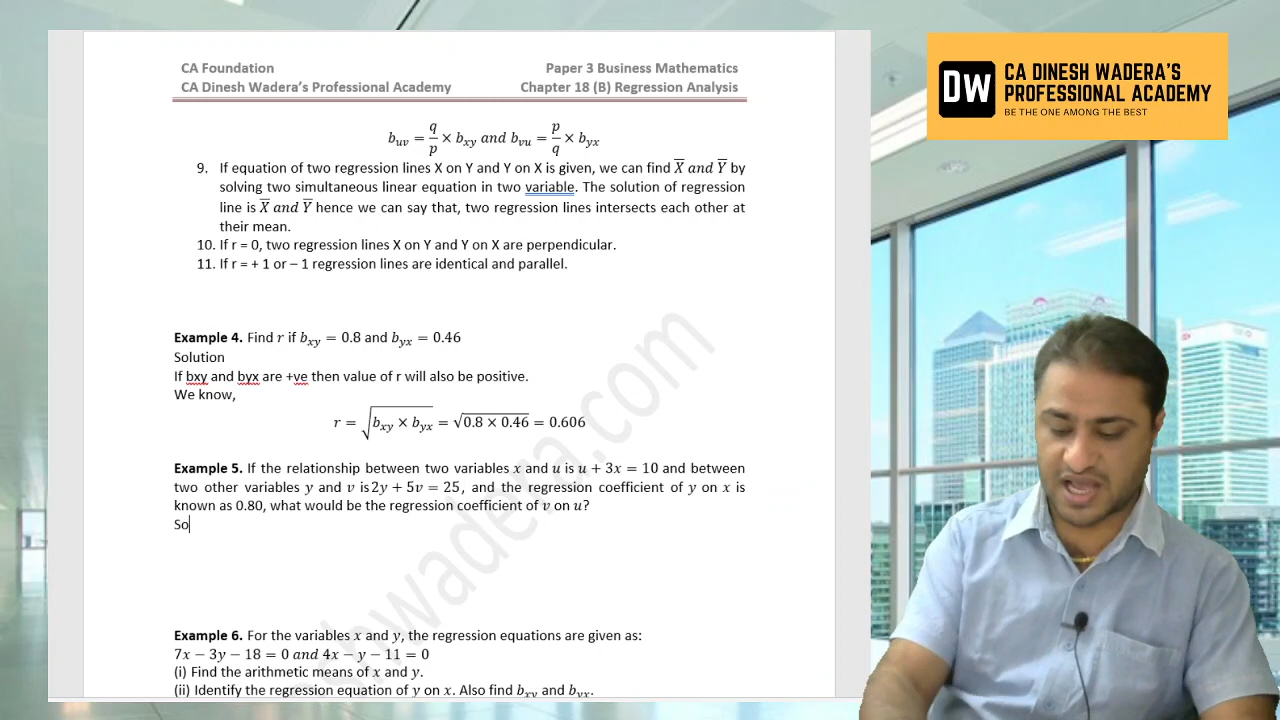 CA Foundation Paper 3 Business Mathematics
CA Dinesh Wadera’s Professional Academy Chapter 18 (B) Regression Analysis
DW CA DINESH WADERA'S
PROFESSIONAL ACADEMY
BE THE ONE AMONG THE BEST
b_uv = q/p × b_xy and b_vu = p/q × b_yx
9. If equation of two regression lines X on Y and Y on X is given, we can find X̅ and Y̅ by
solving two simultaneous linear equation in two variable. The solution of regression
line is X̅ and Y̅ hence we can say that, two regression lines intersects each other at
their mean.
10. If r = 0, two regression lines X on Y and Y on X are perpendicular.
11. If r = + 1 or – 1 regression lines are identical and parallel.
Example 4. Find r if b_xy = 0.8 and b_yx = 0.46
Solution
If bxy and byx are +ve then value of r will also be positive.
We know,
r = √(b_xy × b_yx) = √(0.8 × 0.46) = 0.606
Example 5. If the relationship between two variables x and u is u + 3x = 10 and between
two other variables y and v is2y + 5v = 25, and the regression coefficient of y on x is
known as 0.80, what would be the regression coefficient of v on u?
So
Example 6. For the variables x and y, the regression equations are given as:
7x − 3y − 18 = 0 and 4x − y − 11 = 0
(i) Find the arithmetic means of x and y.
(ii) Identify the regression equation of y on x. Also find b_xy and b_yx.
shwadera.com